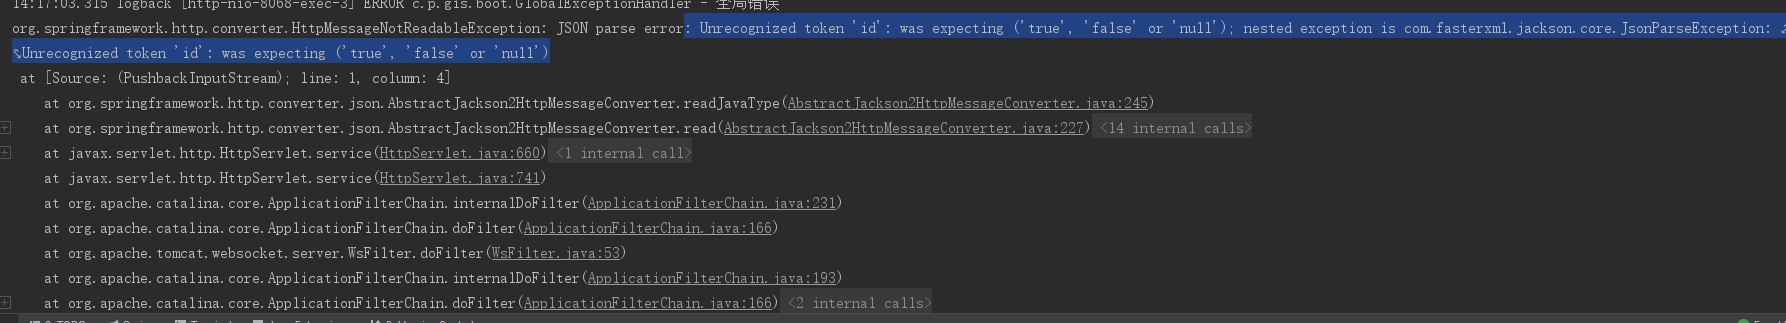 14:17:03.315 logback [http-nio-8068-exec-3] ERROR c.p.gis.boot.GlobalExceptionHandler - 全局错误
org.springframework.http.converter.HttpMessageNotReadableException: JSON parse error: Unrecognized token 'id': was expecting ('true', 'false' or 'null'); nested exception is com.fasterxml.jackson.core.JsonParseException:
Unrecognized token 'id': was expecting ('true', 'false' or 'null')
at [Source: (PushbackInputStream); line: 1, column: 4]
at org.springframework.http.converter.json.AbstractJackson2HttpMessageConverter.readJavaType(AbstractJackson2HttpMessageConverter.java:245)
at org.springframework.http.converter.json.AbstractJackson2HttpMessageConverter.read(AbstractJackson2HttpMessageConverter.java:227) <14 internal calls>
at javax.servlet.http.HttpServlet.service(HttpServlet.java:660) <1 internal call>
at javax.servlet.http.HttpServlet.service(HttpServlet.java:741)
at org.apache.catalina.core.ApplicationFilterChain.internalDoFilter(ApplicationFilterChain.java:231)
at org.apache.catalina.core.ApplicationFilterChain.doFilter(ApplicationFilterChain.java:166)
at org.apache.tomcat.websocket.server.WsFilter.doFilter(WsFilter.java:53)
at org.apache.catalina.core.ApplicationFilterChain.internalDoFilter(ApplicationFilterChain.java:193)
at org.apache.catalina.core.ApplicationFilterChain.doFilter(ApplicationFilterChain.java:166) <2 internal calls>